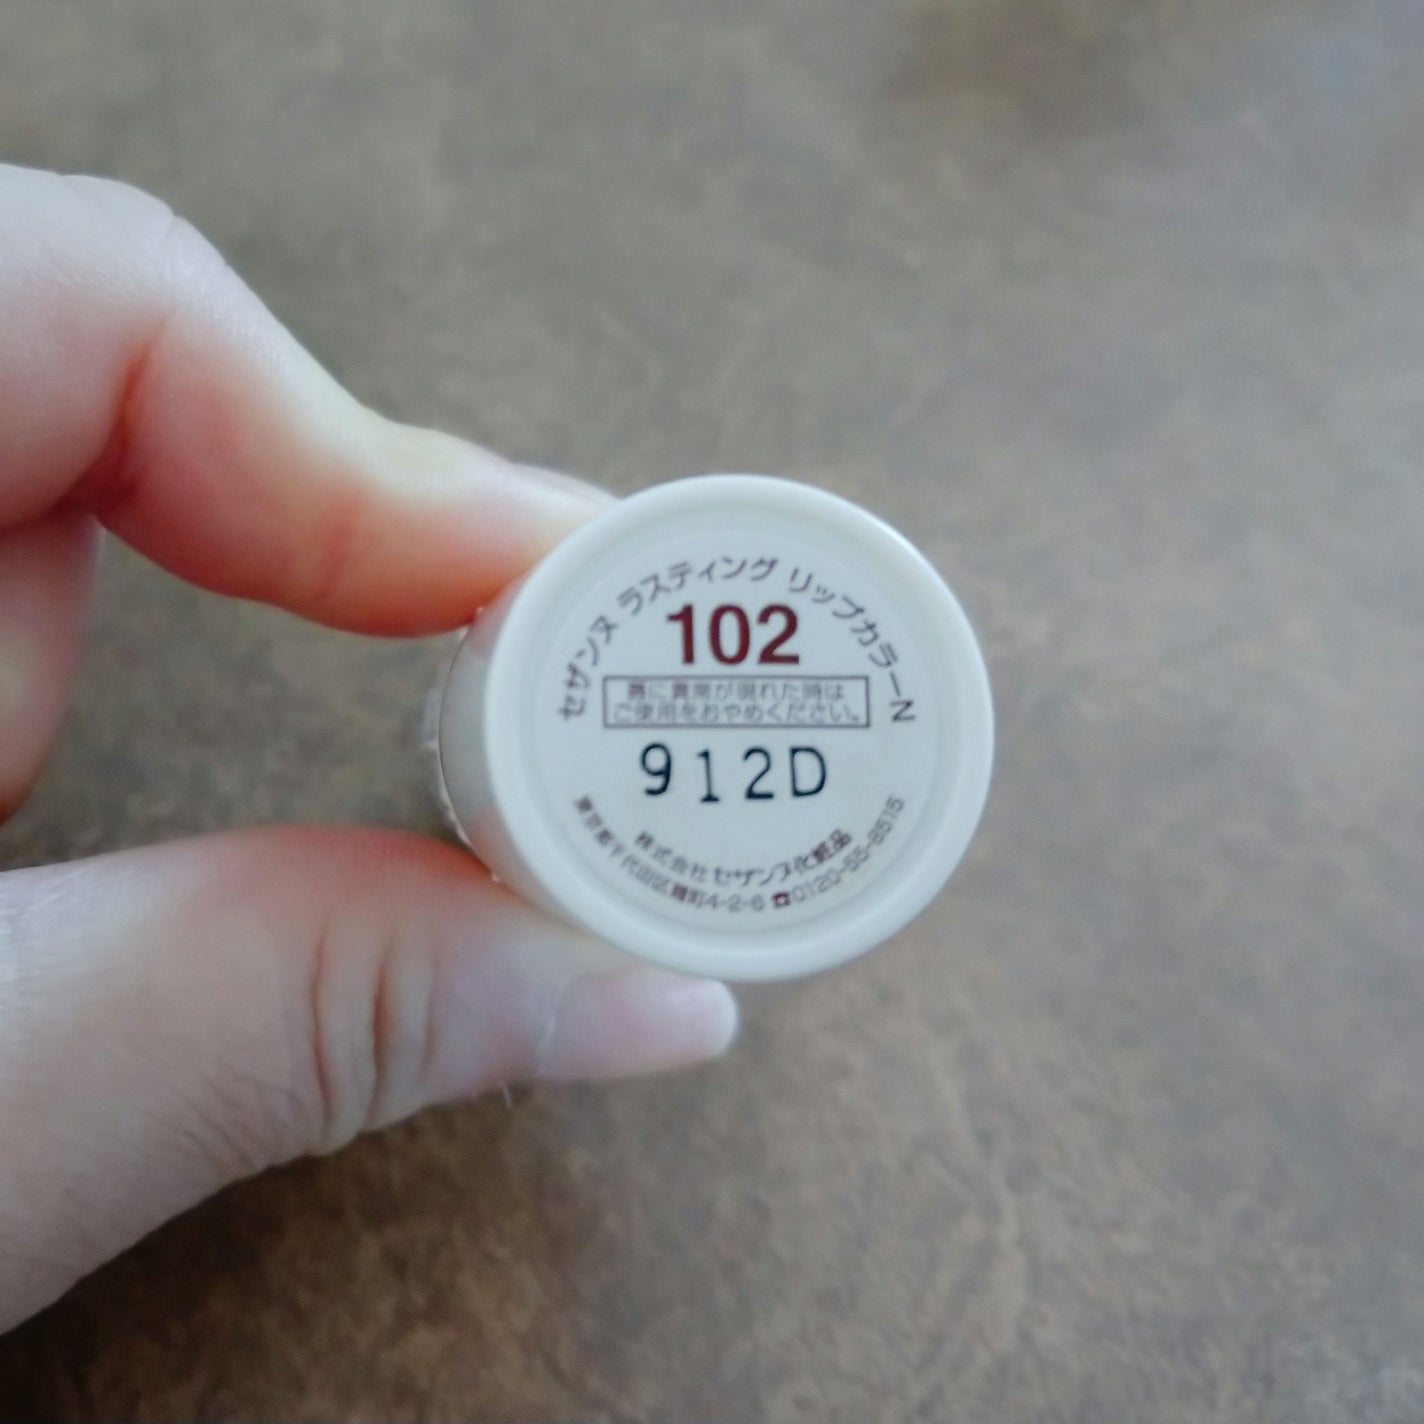 セザンヌ ラスティング リップカラーN
102
唇に異常が現れた時は
ご使用をおやめください。
912D
株式会社 セザンヌ化粧品
東京都千代田区麹町4-2-6 ☎0120-55-8515